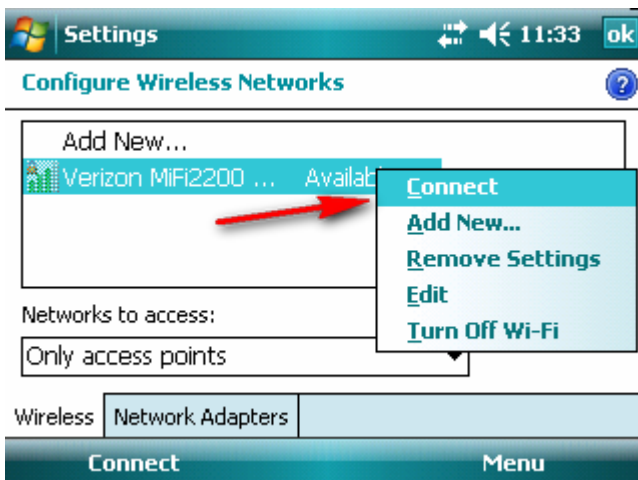 Settings 11:33 ok
Configure Wireless Networks ?
Add New...
Verizon MiFi2200 ...
Connect
Add New...
Remove Settings
Edit
Turn Off Wi-Fi
Networks to access:
Only access points
Wireless Network Adapters
Connect Menu